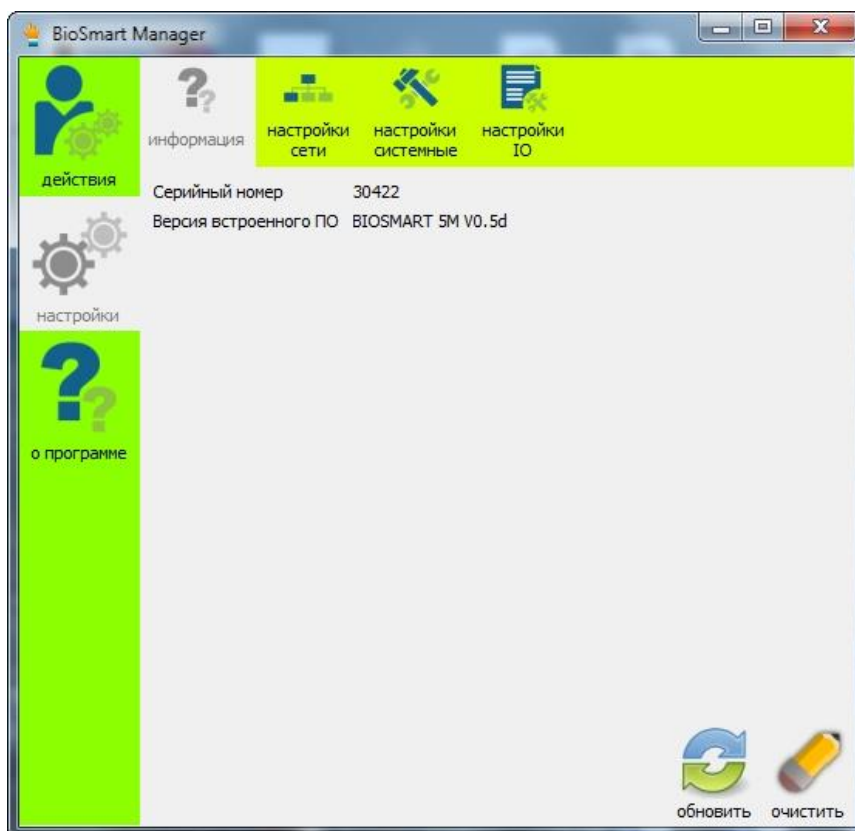 BioSmart Manager
действия
настройки
о программе
информация
настройки
сети
настройки
системные
настройки
IO
Серийный номер 30422
Версия встроенного ПО BIOSMART 5M V0.5d
обновить очистить